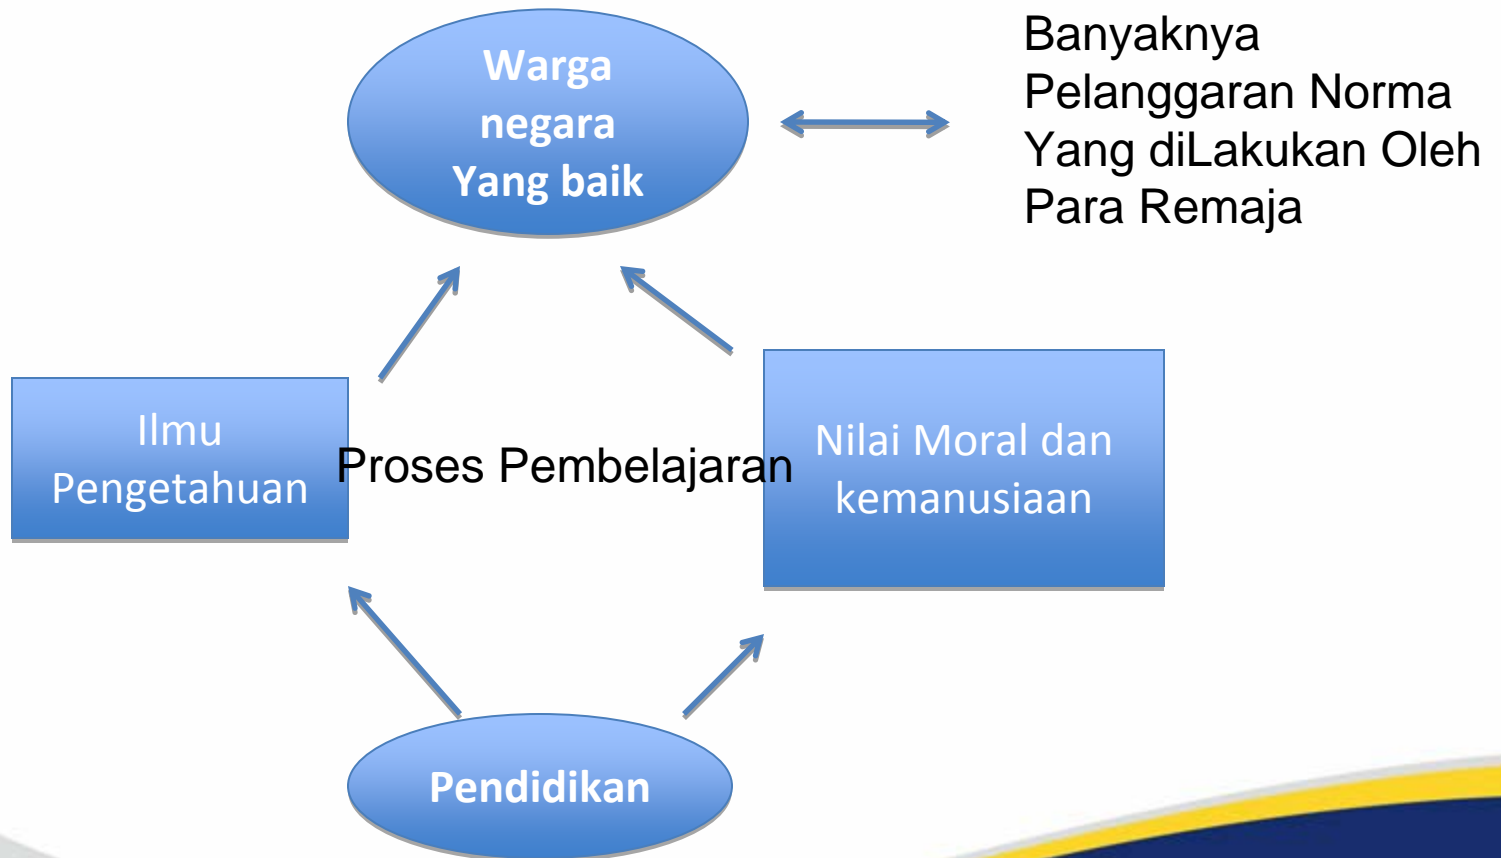 Warga
negara
Yang baik
Banyaknya
Pelanggaran Norma
Yang diLakukan Oleh
Para Remaja
Ilmu
Pengetahuan
Proses Pembelajaran
Nilai Moral dan
kemanusiaan
Pendidikan